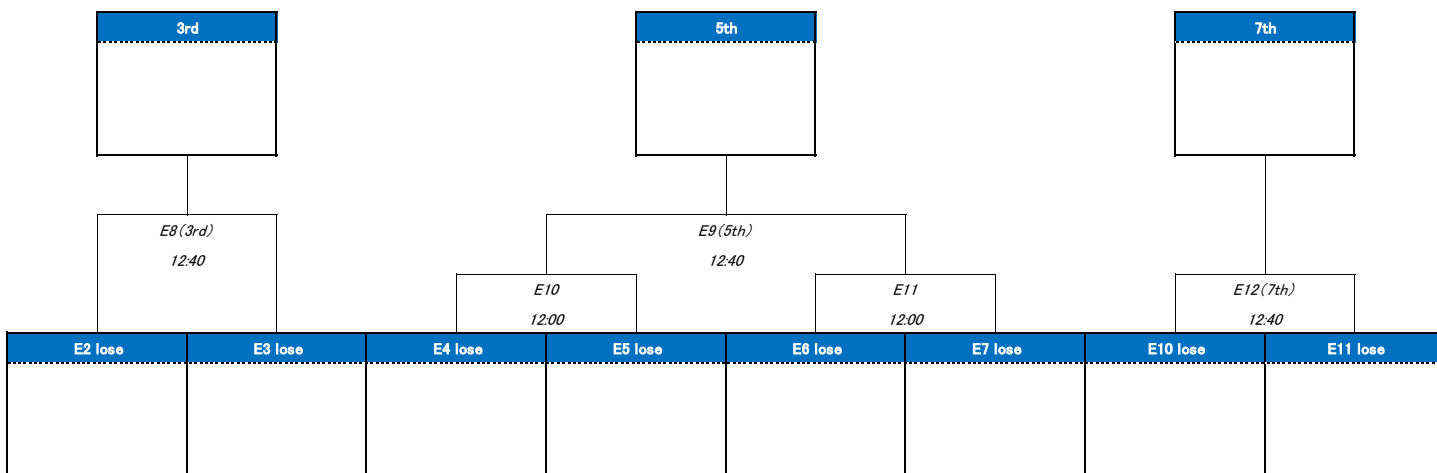 3rd
5th
7th
E8(3rd)
12:40
E9(5th)
12:40
E10
12:00
E11
12:00
E12(7th)
12:40
E2 lose
E3 lose
E4 lose
E5 lose
E6 lose
E7 lose
E10 lose
E11 lose